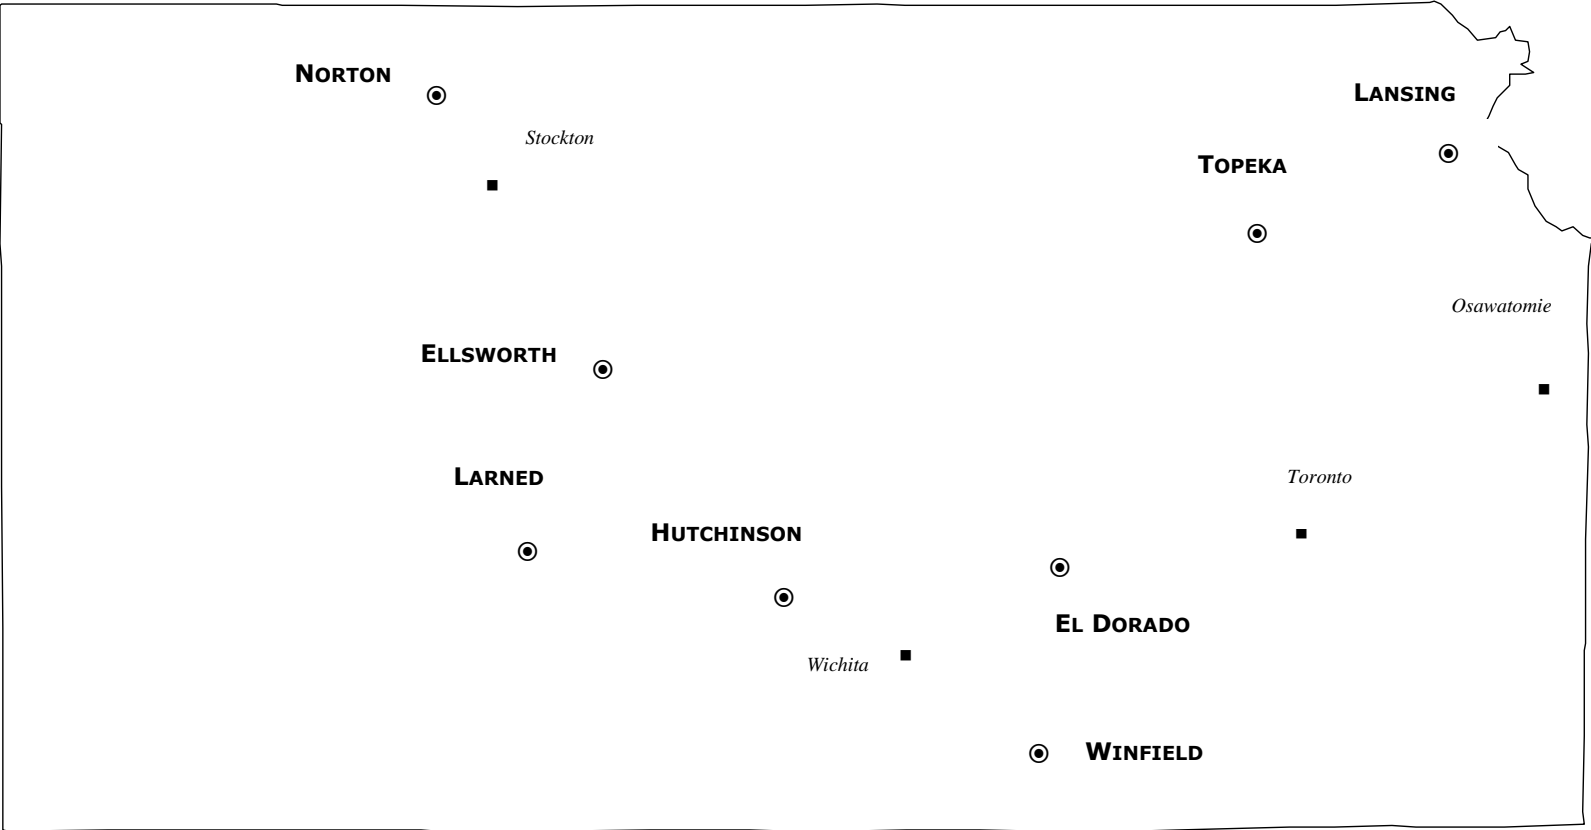 NORTON
LANSING
Stockton
TOPEKA
Osawatomie
ELLSWORTH
LARNED
Toronto
HUTCHINSON
EL DORADO
Wichita
WINFIELD